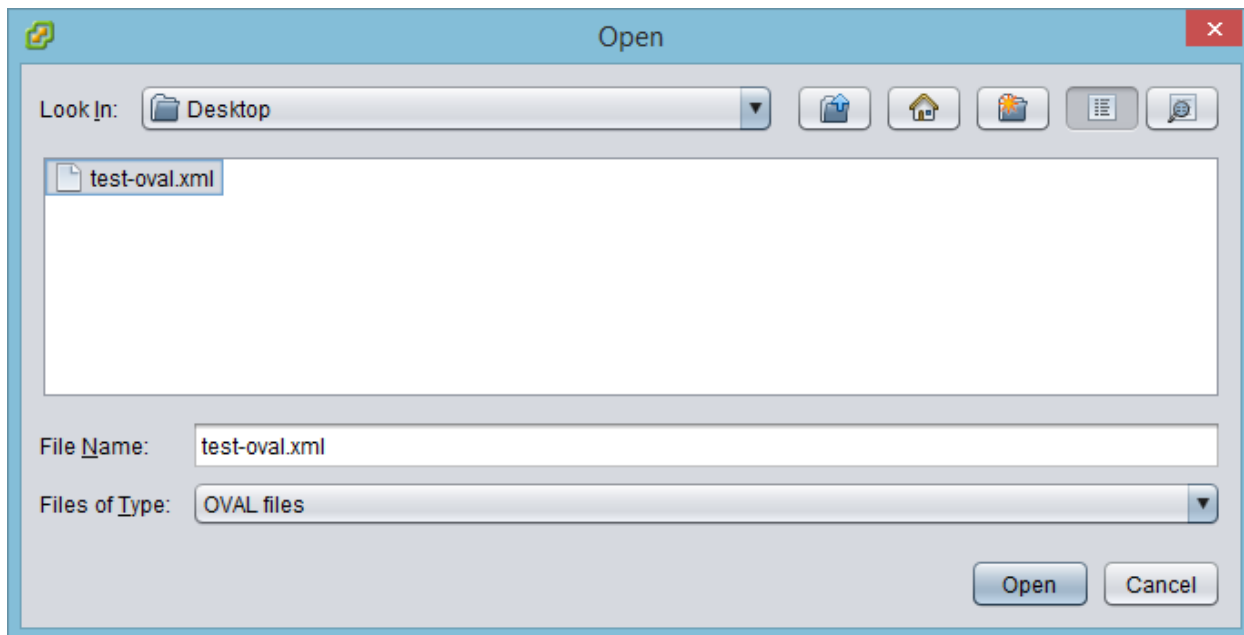 Open
Look In: Desktop
test-oval.xml
File Name: test-oval.xml
Files of Type: OVAL files
Open Cancel